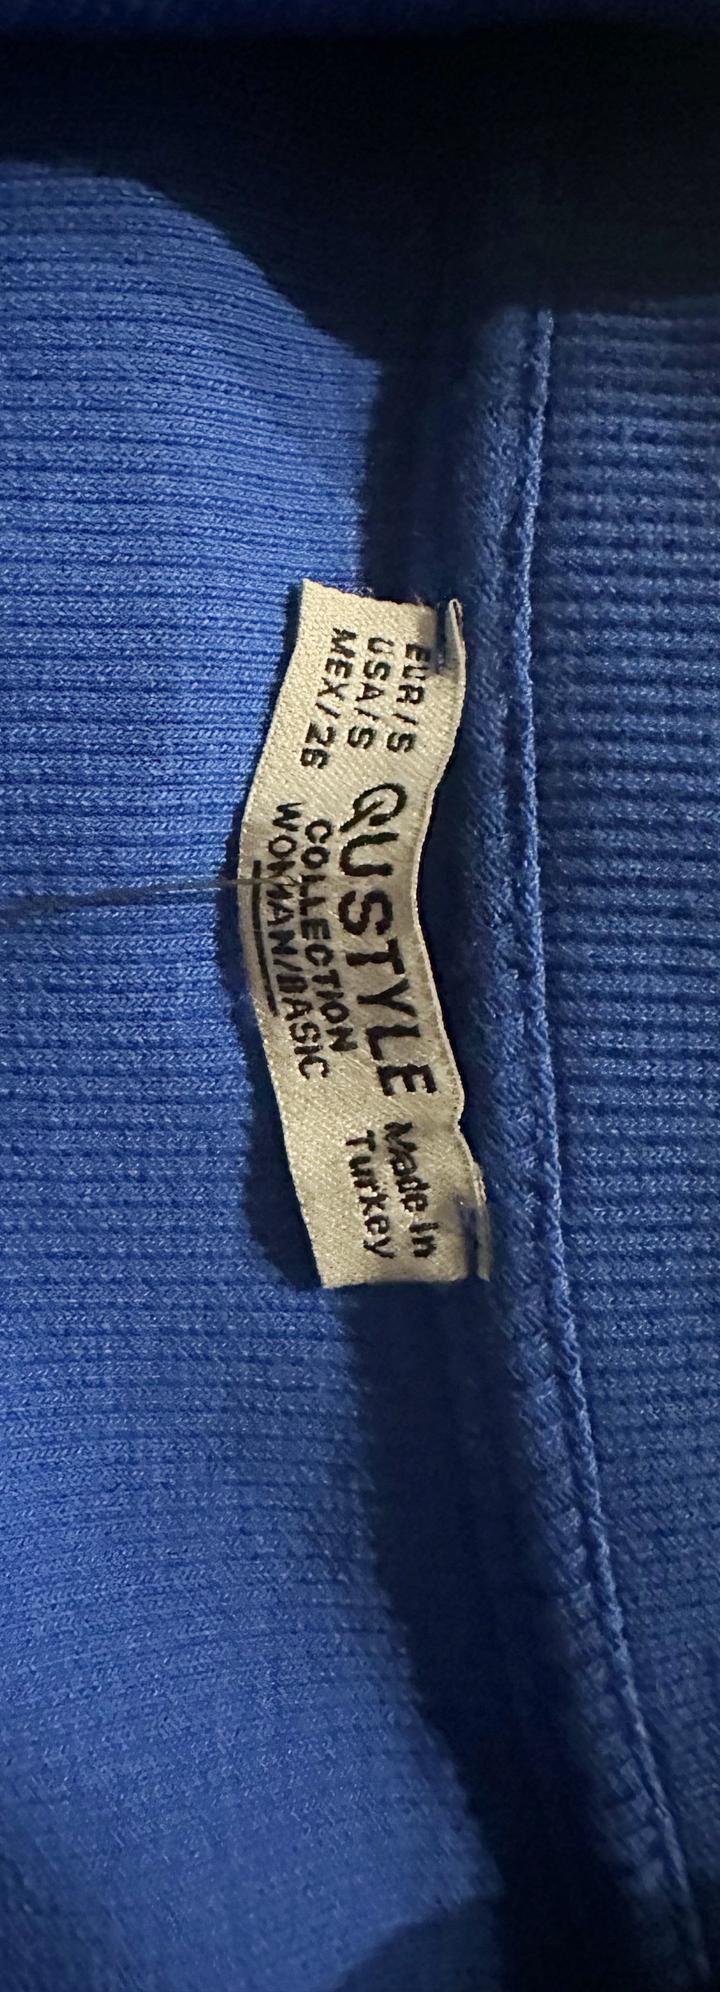 EUR/S
USA/S
MEX/26
QUSTYLE
COLLECTION
WOMAN/BASIC
Made In
Turkey